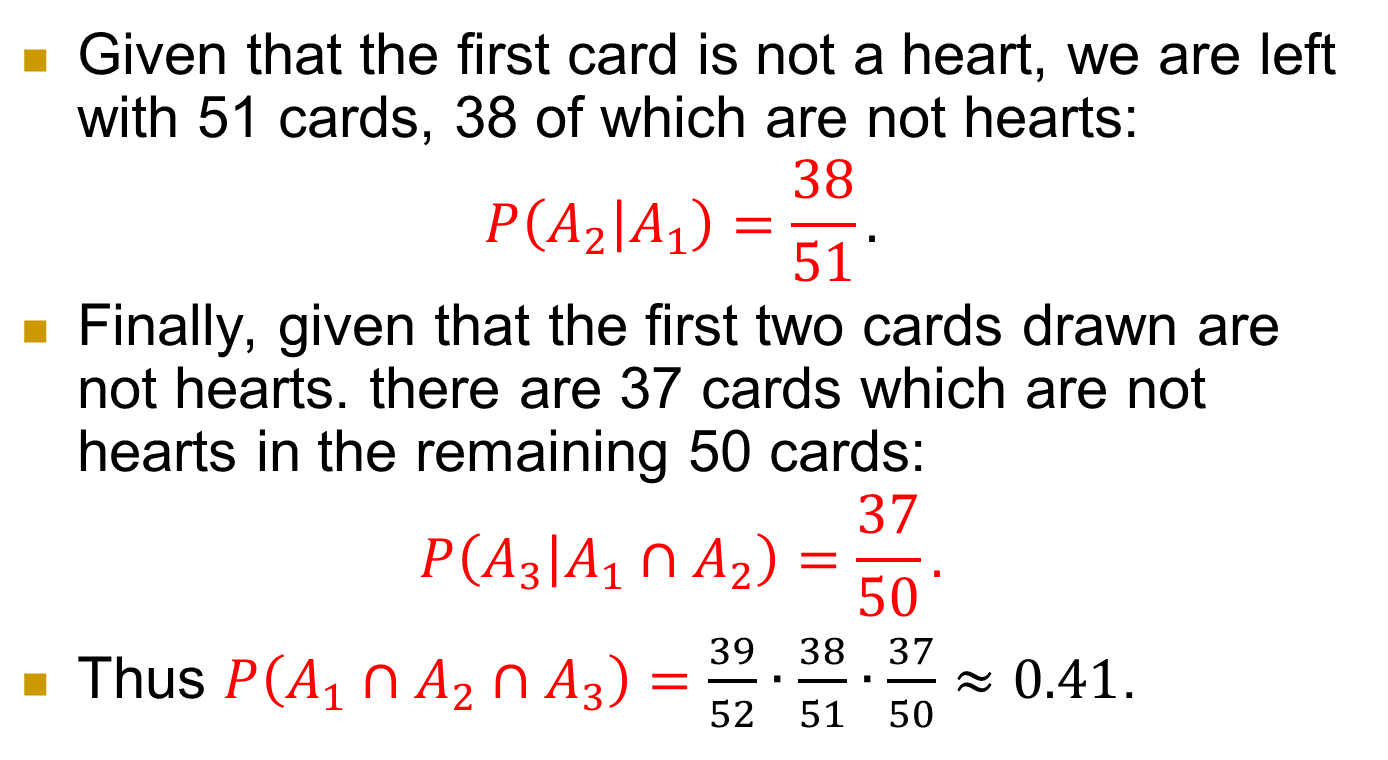 Given that the first card is not a heart, we are left
with 51 cards, 38 of which are not hearts:
P(A₂|A₁) = 38/51.
Finally, given that the first two cards drawn are
not hearts. there are 37 cards which are not
hearts in the remaining 50 cards:
P(A₃|A₁ ∩ A₂) = 37/50.
Thus P(A₁ ∩ A₂ ∩ A₃) = 39/52 · 38/51 · 37/50 ≈ 0.41.